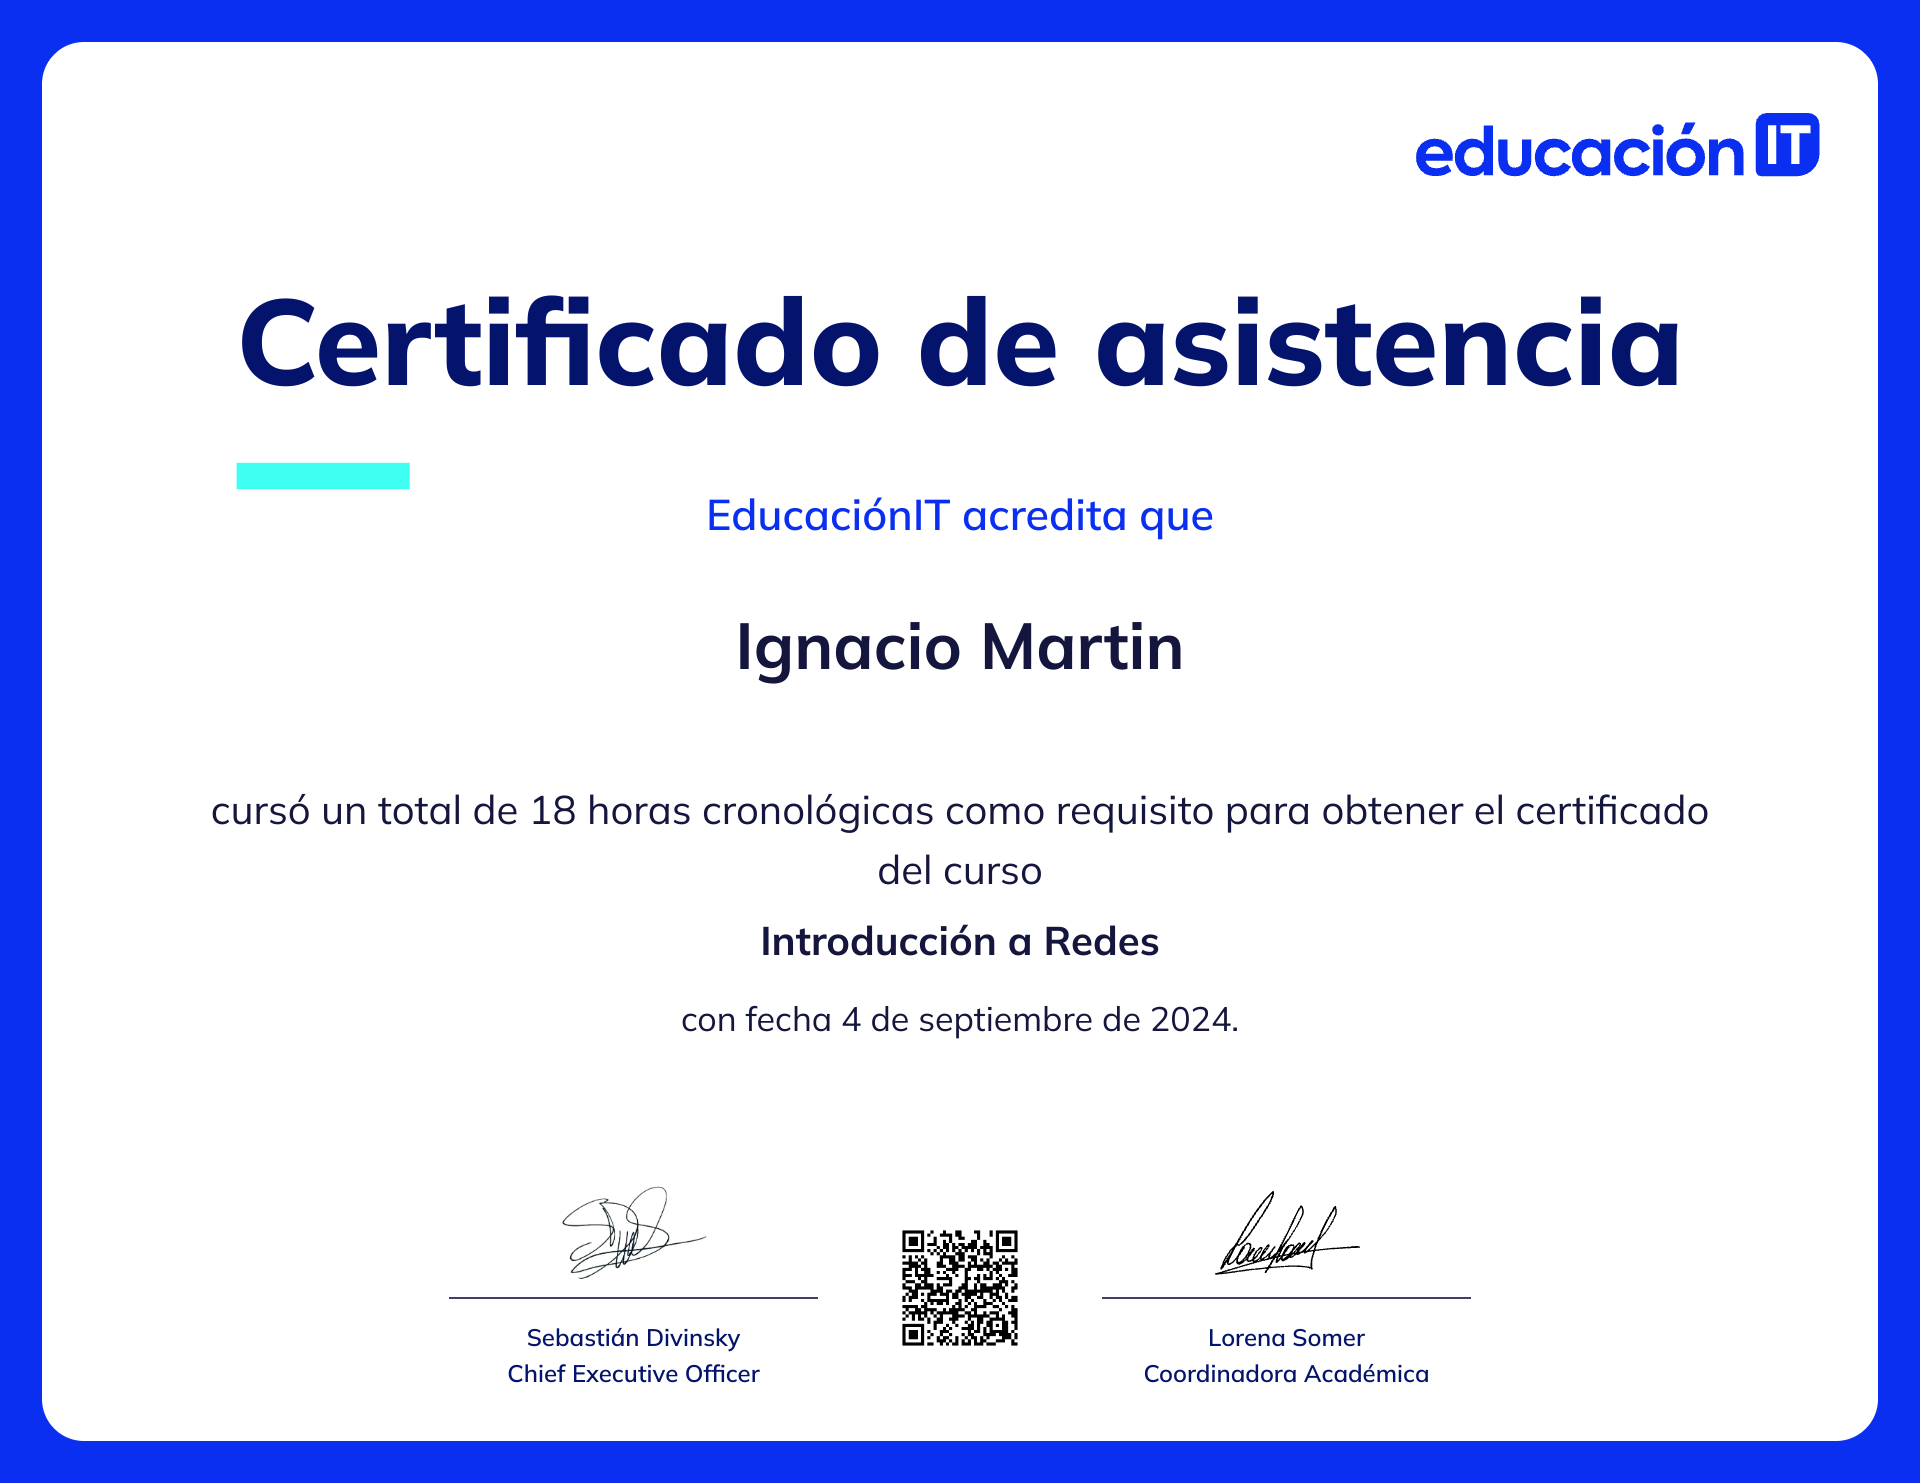 educación IT
Certificado de asistencia
EducaciónIT acredita que
Ignacio Martin
cursó un total de 18 horas cronológicas como requisito para obtener el certificado
del curso
Introducción a Redes
con fecha 4 de septiembre de 2024.
Sebastián Divinsky
Chief Executive Officer
Lorena Somer
Coordinadora Académica